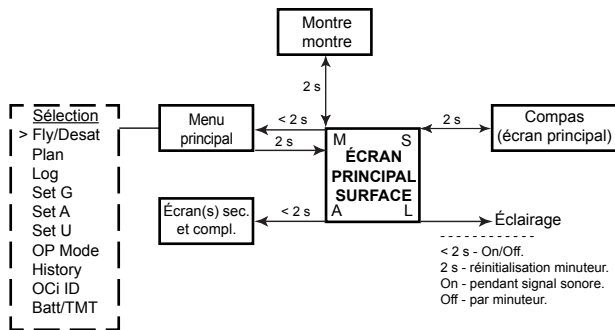 Montre
montre
2 s
Sélection
> Fly/Desat
Plan
Log
Set G
Set A
Set U
OP Mode
History
OCi ID
Batt/TMT
Menu
principal
< 2 s
2 s
M S
ÉCRAN
PRINCIPAL
SURFACE
A L
2 s
Compas
(écran principal)
Écran(s) sec.
et compl.
< 2 s
Éclairage
- - - - - - - - - - - -
< 2 s - On/Off.
2 s - réinitialisation minuteur.
On - pendant signal sonore.
Off - par minuteur.